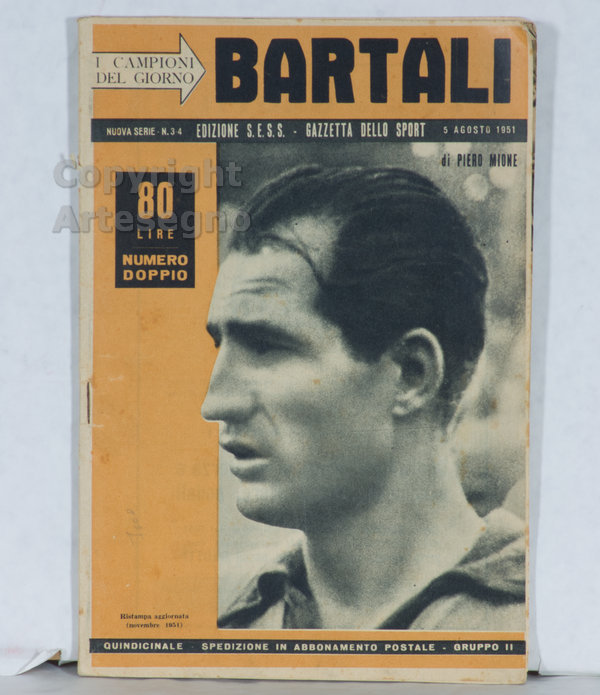 I CAMPIONI
DEL GIORNO
BARTALI
NUOVA SERIE - N. 3-4 EDIZIONE S.E.S.S. - GAZZETTA DELLO SPORT 5 AGOSTO 1951
di PIERO MIONE
Copyright
Artesegno
80
LIRE
NUMERO
DOPPIO
Ristampa aggiornata
(novembre 1951)
QUINDICINALE - SPEDIZIONE IN ABBONAMENTO POSTALE - GRUPPO II